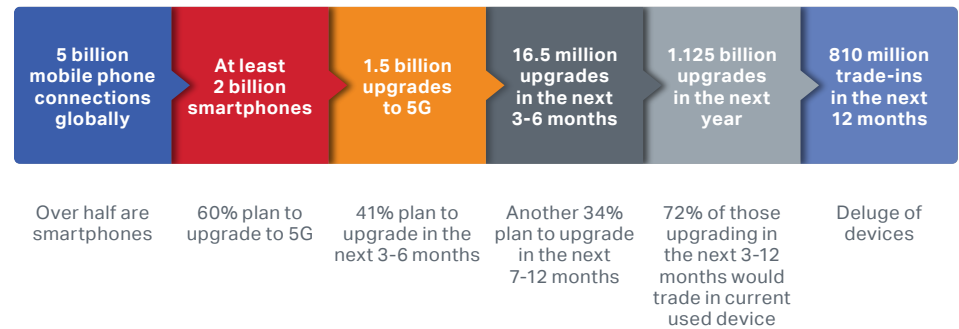 5 billion
mobile phone
connections
globally
At least
2 billion
smartphones
1.5 billion
upgrades
to 5G
16.5 million
upgrades
in the next
3-6 months
1.125 billion
upgrades
in the next
year
810 million
trade-ins
in the next
12 months
Over half are
smartphones
60% plan to
upgrade to 5G
41% plan to
upgrade in the
next 3-6 months
Another 34%
plan to upgrade
in the next
7-12 months
72% of those
upgrading in
the next 3-12
months would
trade in current
used device
Deluge of
devices